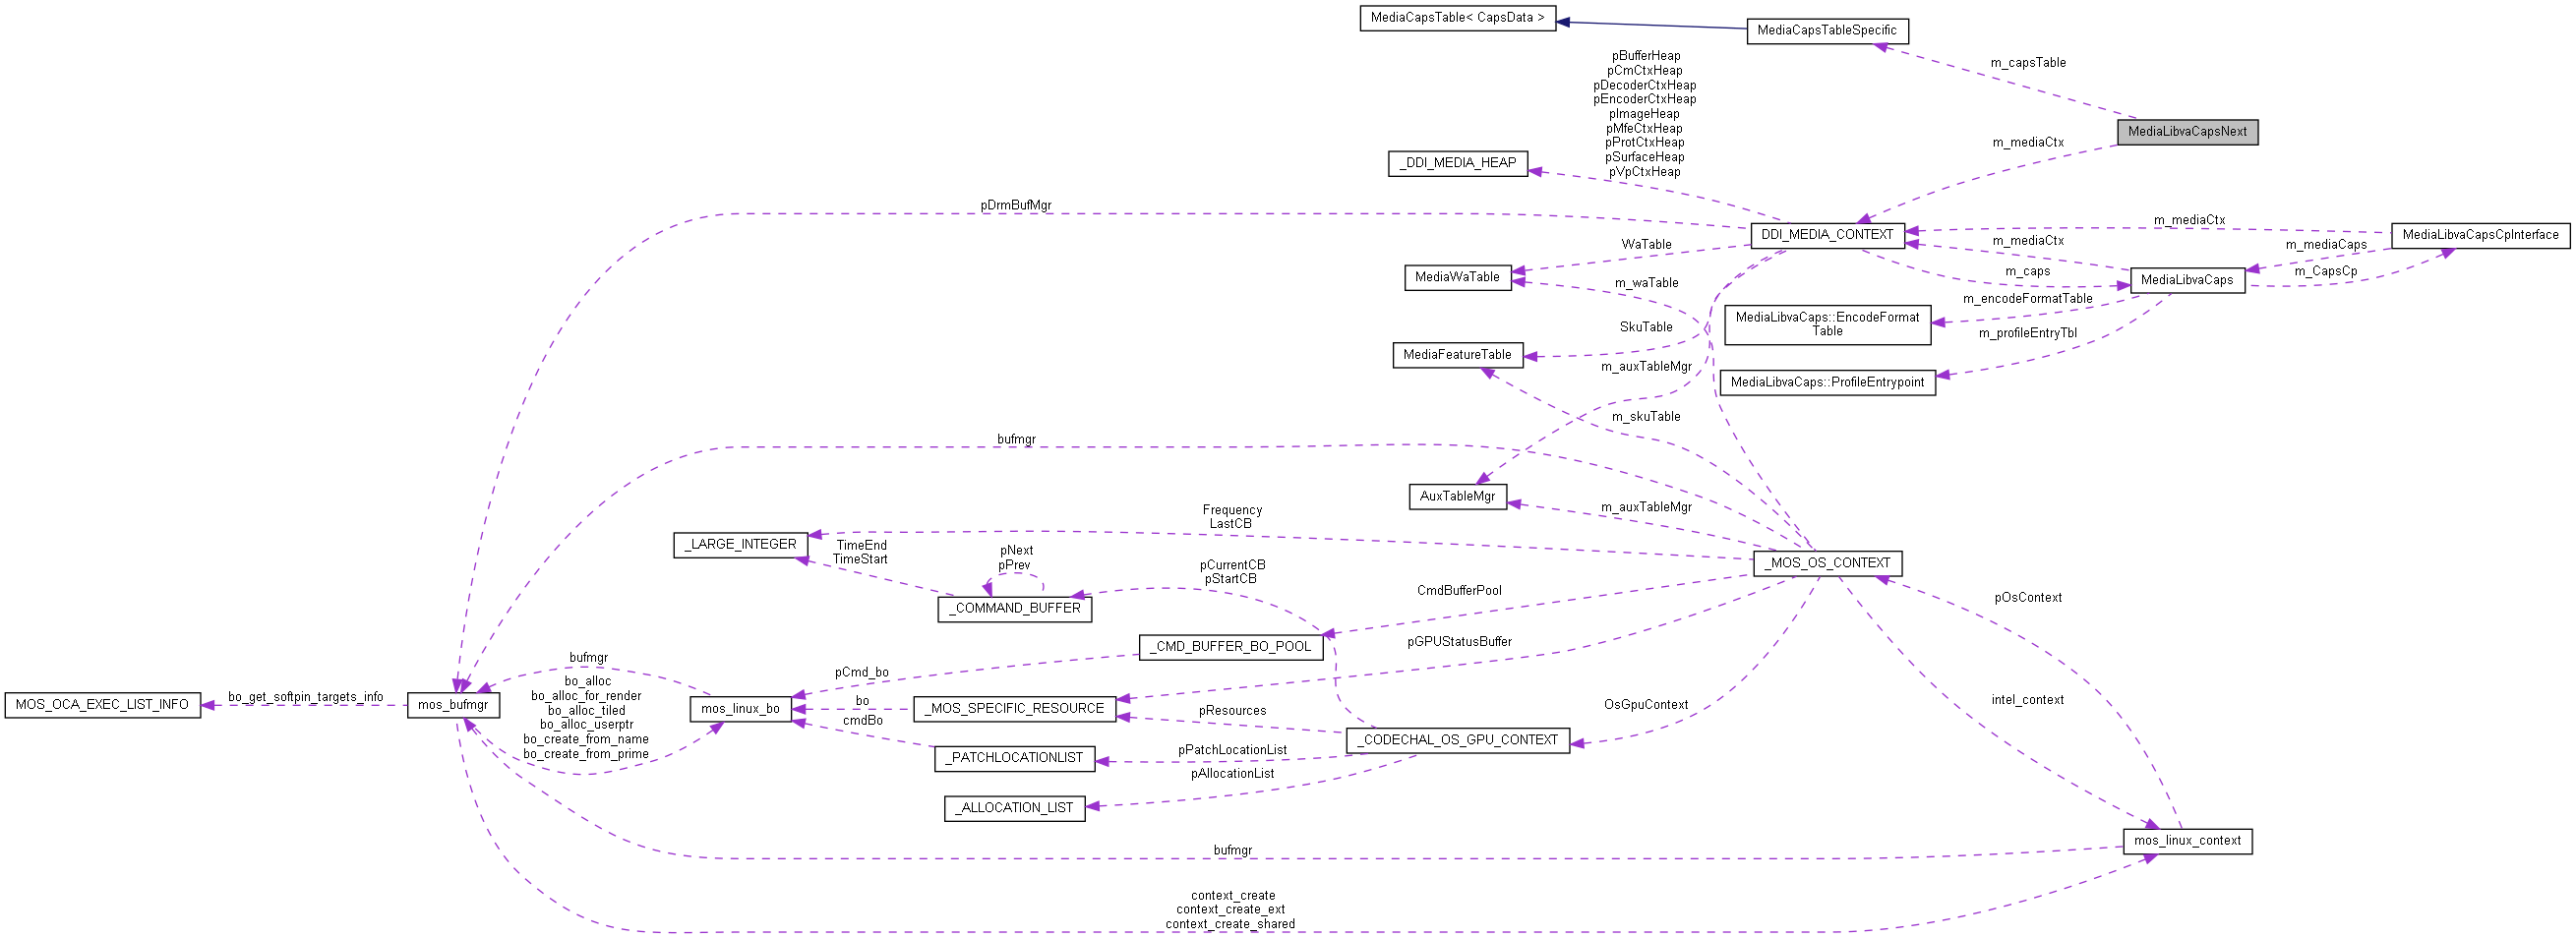 MediaCapsTable< CapsData >
MediaCapsTableSpecific
m_capsTable
pBufferHeap
pCmCtxHeap
pDecoderCtxHeap
pEncoderCtxHeap
pImageHeap
pMfeCtxHeap
pProtCtxHeap
pSurfaceHeap
pVpCtxHeap
MediaLibvaCapsNext
m_mediaCtx
_DDI_MEDIA_HEAP
pDrmBufMgr
DDI_MEDIA_CONTEXT
m_mediaCtx
MediaLibvaCapsCpInterface
WaTable
m_mediaCtx
m_mediaCaps
MediaWaTable
m_waTable
m_caps
MediaLibvaCaps
m_CapsCp
m_encodeFormatTable
MediaLibvaCaps::EncodeFormat
Table
SkuTable
m_profileEntryTbl
MediaFeatureTable
m_auxTableMgr
MediaLibvaCaps::ProfileEntrypoint
m_skuTable
bufmgr
AuxTableMgr
m_auxTableMgr
Frequency
LastCB
_LARGE_INTEGER
TimeEnd
TimeStart
pNext
pPrev
pCurrentCB
pStartCB
_MOS_OS_CONTEXT
_COMMAND_BUFFER
CmdBufferPool
pOsContext
_CMD_BUFFER_BO_POOL
pGPUStatusBuffer
bufmgr
pCmd_bo
bo_alloc
bo_alloc_for_render
bo_alloc_tiled
bo_alloc_userptr
bo_create_from_name
bo_create_from_prime
MOS_OCA_EXEC_LIST_INFO
bo_get_softpin_targets_info
mos_bufmgr
mos_linux_bo
bo
cmdBo
_MOS_SPECIFIC_RESOURCE
pResources
OsGpuContext
intel_context
_CODECHAL_OS_GPU_CONTEXT
_PATCHLOCATIONLIST
pPatchLocationList
pAllocationList
_ALLOCATION_LIST
mos_linux_context
bufmgr
context_create
context_create_ext
context_create_shared